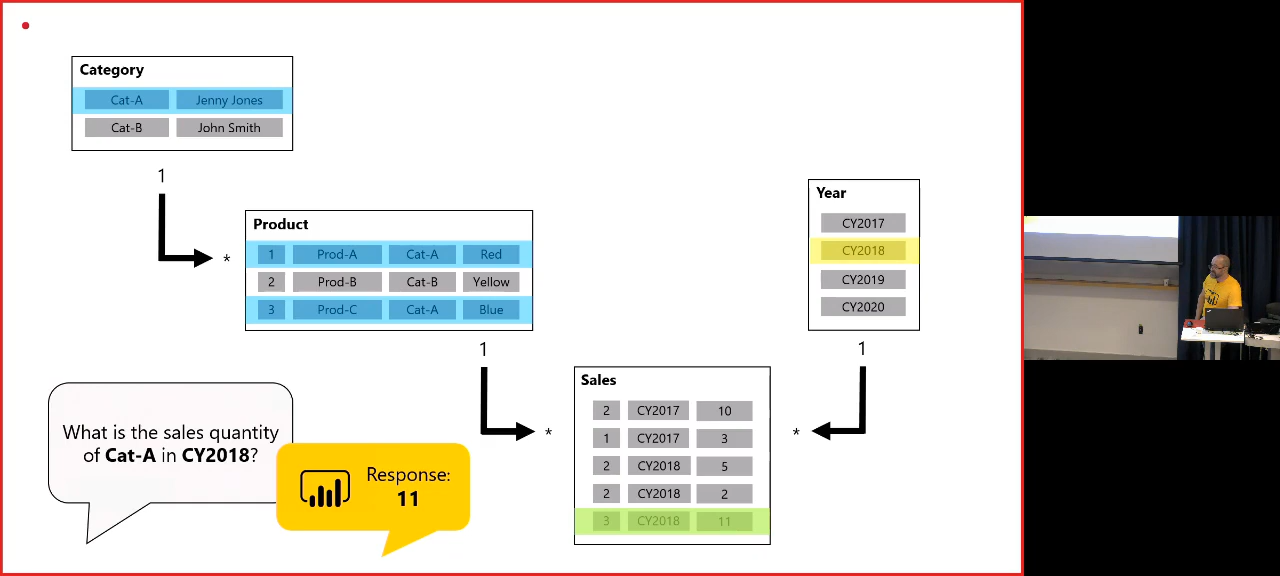 Category
Cat-A Jenny Jones
Cat-B John Smith
1
*
Product
1 Prod-A Cat-A Red
2 Prod-B Cat-B Yellow
3 Prod-C Cat-A Blue
Year
CY2017
CY2018
CY2019
CY2020
1
1
*
*
Sales
2 CY2017 10
1 CY2017 3
2 CY2018 5
2 CY2018 2
3 CY2018 11
What is the sales quantity
of Cat-A in CY2018?
Response:
11